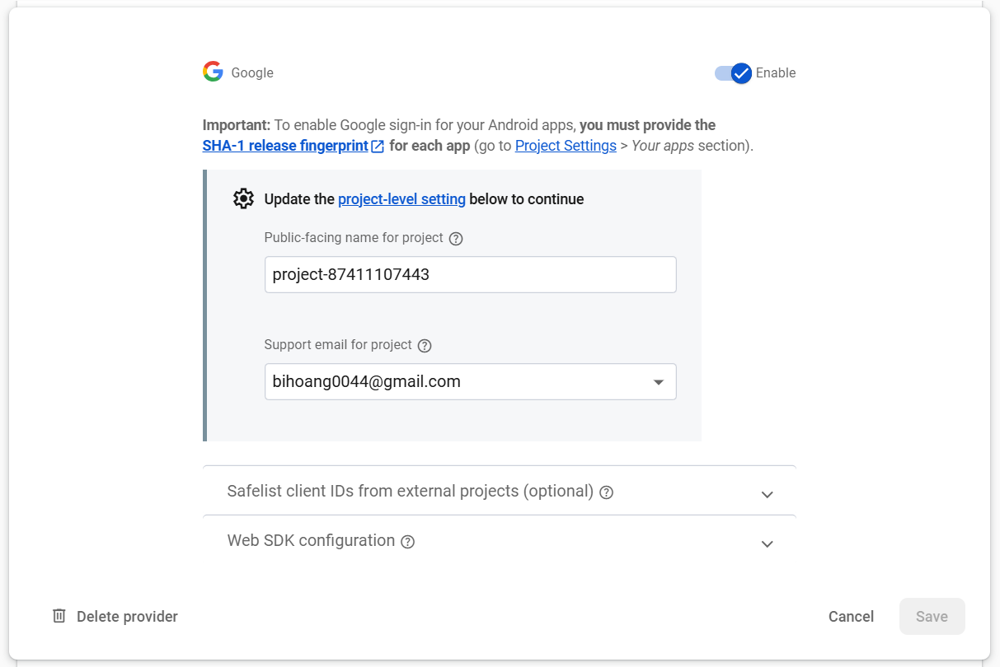 Google
Enable
Important: To enable Google sign-in for your Android apps, you must provide the
SHA-1 release fingerprint for each app (go to Project Settings > Your apps section).
Update the project-level setting below to continue
Public-facing name for project
project-87411107443
Support email for project
bihoang0044@gmail.com
Safelist client IDs from external projects (optional)
Web SDK configuration
Delete provider
Cancel
Save